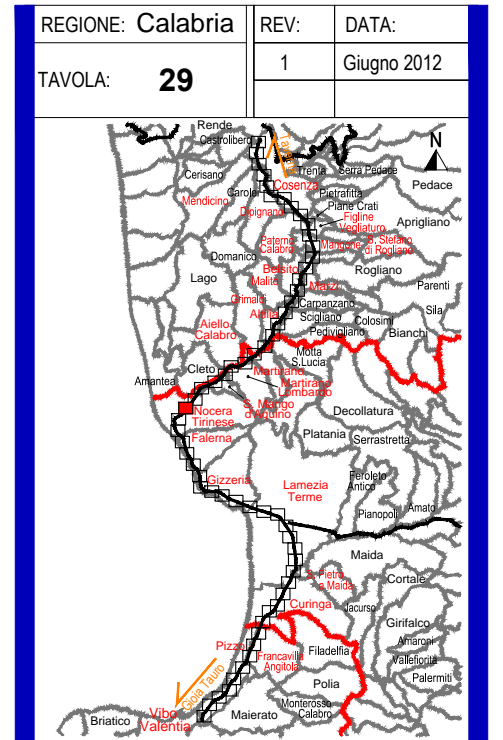 REGIONE: Calabria
REV:
DATA:
TAVOLA: 29
1
Giugno 2012
Rende
Castrolibero
Taranto
N
Trenta
Serra Pedace
Cerisano
Cosenza
Pedace
Carolei
Pietrafitta
Mendicino
Dipignano
Piane Crati
Figline
Vegliaturo
Aprigliano
Paterno
Calabro
Mangone
S. Stefano
di Rogliano
Domanico
Belsito
Rogliano
Lago
Malito
Marzi
Parenti
Grimaldi
Carpanzano
Altilia
Scigliano
Colosimi
Sila
Aiello
Calabro
Pedivigliano
Bianchi
Motta
S.Lucia
Cleto
Martirano
Amantea
Martirano
Lombardo
S. Mango
d'Aquino
Nocera
Tirinese
Decollatura
Falerna
Platania
Serrastretta
Gizzeria
Lamezia
Terme
Feroleto
Antico
Pianopoli
Amato
Maida
S. Pietro
a Maida
Cortale
Curinga
Jacurso
Girifalco
Pizzo
Filadelfia
Amaroni
Francavilla
Angitola
Vallefiorita
Gioia Tauro
Polia
Palermiti
Vibo
Valentia
Monterosso
Calabro
Briatico
Maierato